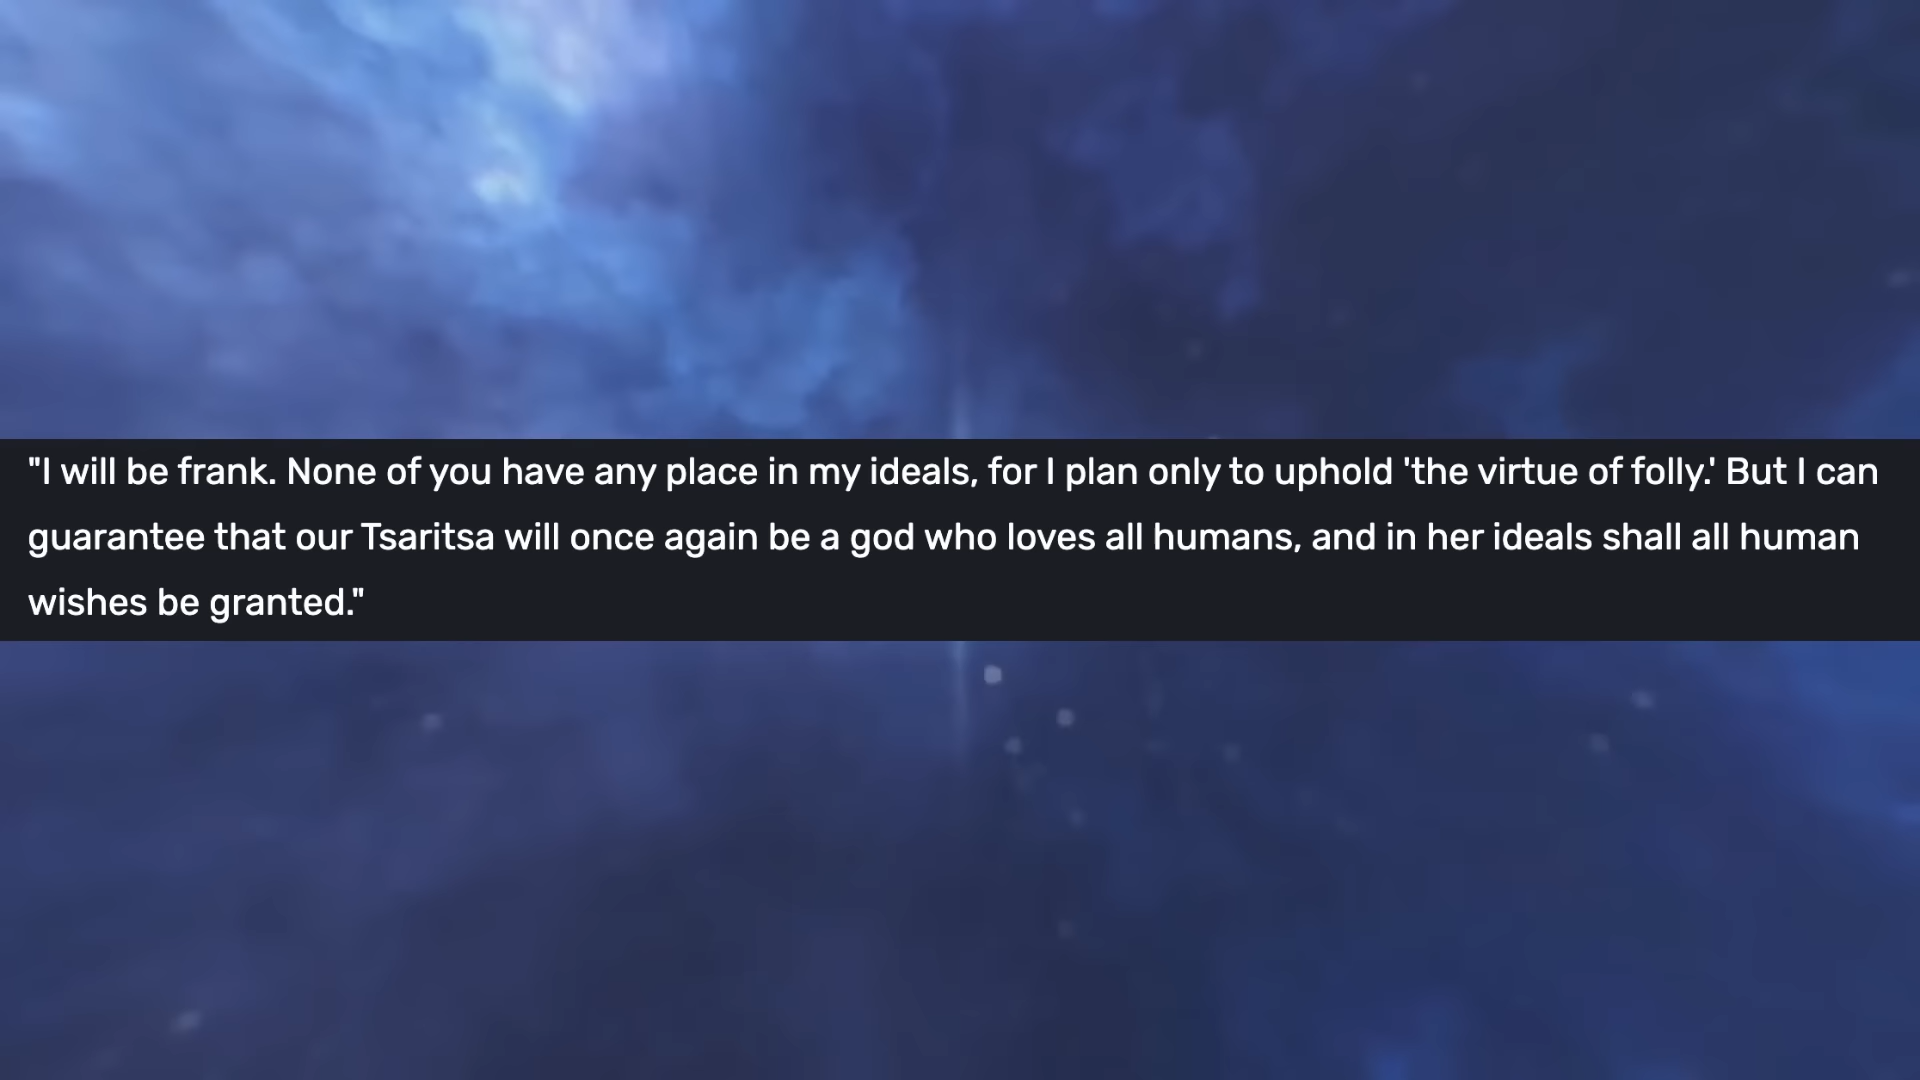 "I will be frank. None of you have any place in my ideals, for I plan only to uphold 'the virtue of folly.' But I can
guarantee that our Tsaritsa will once again be a god who loves all humans, and in her ideals shall all human
wishes be granted."